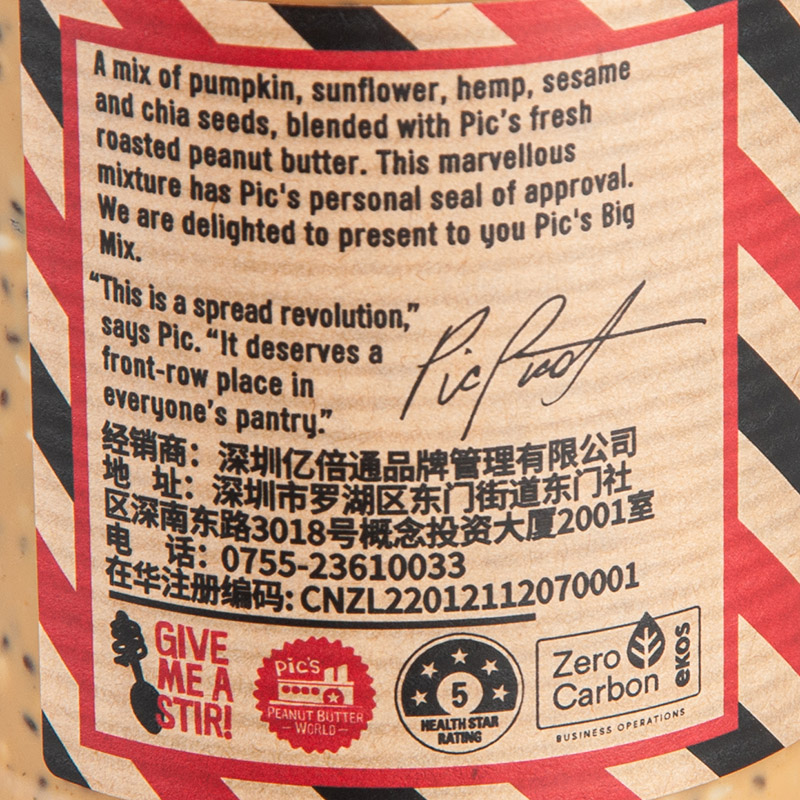 A mix of pumpkin, sunflower, hemp, sesame
and chia seeds, blended with Pic's fresh
roasted peanut butter. This marvellous
mixture has Pic's personal seal of approval.
We are delighted to present to you Pic's Big
Mix.
“This is a spread revolution,”
says Pic. “It deserves a
front-row place in
everyone's pantry.”
Pic Picot
经销商：深圳亿倍通品牌管理有限公司
地 址：深圳市罗湖区东门街道东门社
区深南东路3018号概念投资大厦2001室
电 话：0755-23610033
在华注册编码：CNZL22012112070001
GIVE
ME A
STIR!
Pic's
PEANUT BUTTER
WORLD
5
HEALTH STAR
RATING
Zero
Carbon
EKOS
BUSINESS OPERATIONS